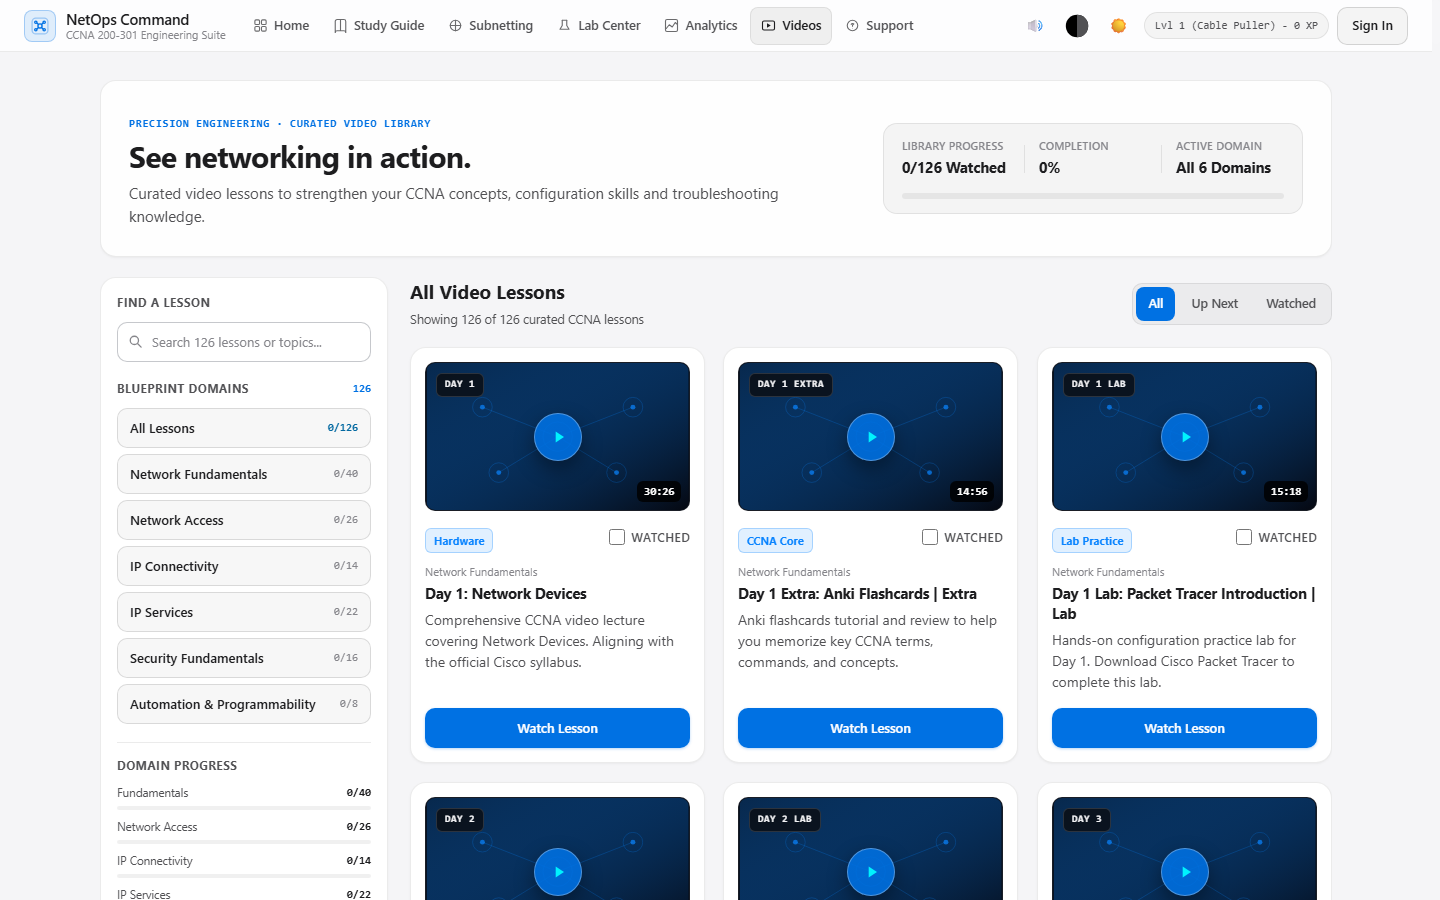 NetOps Command
CCNA 200-301 Engineering Suite
Home
Study Guide
Subnetting
Lab Center
Analytics
Videos
Support
Lvl 1 (Cable Puller) - 0 XP
Sign In
PRECISION ENGINEERING · CURATED VIDEO LIBRARY
See networking in action.
Curated video lessons to strengthen your CCNA concepts, configuration skills and troubleshooting
knowledge.
LIBRARY PROGRESS
0/126 Watched
COMPLETION
0%
ACTIVE DOMAIN
All 6 Domains
FIND A LESSON
Search 126 lessons or topics...
BLUEPRINT DOMAINS 126
All Lessons 0/126
Network Fundamentals 0/40
Network Access 0/26
IP Connectivity 0/14
IP Services 0/22
Security Fundamentals 0/16
Automation & Programmability 0/8
DOMAIN PROGRESS
Fundamentals 0/40
Network Access 0/26
IP Connectivity 0/14
IP Services 0/22
All Video Lessons
Showing 126 of 126 curated CCNA lessons
All
Up Next
Watched
DAY 1
30:26
Hardware
WATCHED
Network Fundamentals
Day 1: Network Devices
Comprehensive CCNA video lecture
covering Network Devices. Aligning with
the official Cisco syllabus.
Watch Lesson
DAY 1 EXTRA
14:56
CCNA Core
WATCHED
Network Fundamentals
Day 1 Extra: Anki Flashcards | Extra
Anki flashcards tutorial and review to help
you memorize key CCNA terms,
commands, and concepts.
Watch Lesson
DAY 1 LAB
15:18
Lab Practice
WATCHED
Network Fundamentals
Day 1 Lab: Packet Tracer Introduction |
Lab
Hands-on configuration practice lab for
Day 1. Download Cisco Packet Tracer to
complete this lab.
Watch Lesson
DAY 2
DAY 2 LAB
DAY 3